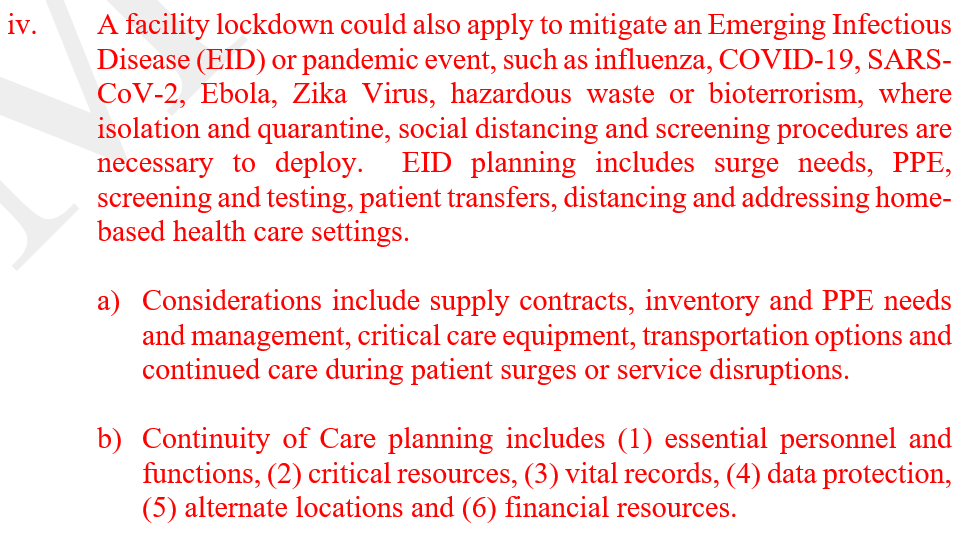 iv. A facility lockdown could also apply to mitigate an Emerging Infectious
Disease (EID) or pandemic event, such as influenza, COVID-19, SARS-
CoV-2, Ebola, Zika Virus, hazardous waste or bioterrorism, where
isolation and quarantine, social distancing and screening procedures are
necessary to deploy. EID planning includes surge needs, PPE,
screening and testing, patient transfers, distancing and addressing home-
based health care settings.
a) Considerations include supply contracts, inventory and PPE needs
and management, critical care equipment, transportation options and
continued care during patient surges or service disruptions.
b) Continuity of Care planning includes (1) essential personnel and
functions, (2) critical resources, (3) vital records, (4) data protection,
(5) alternate locations and (6) financial resources.